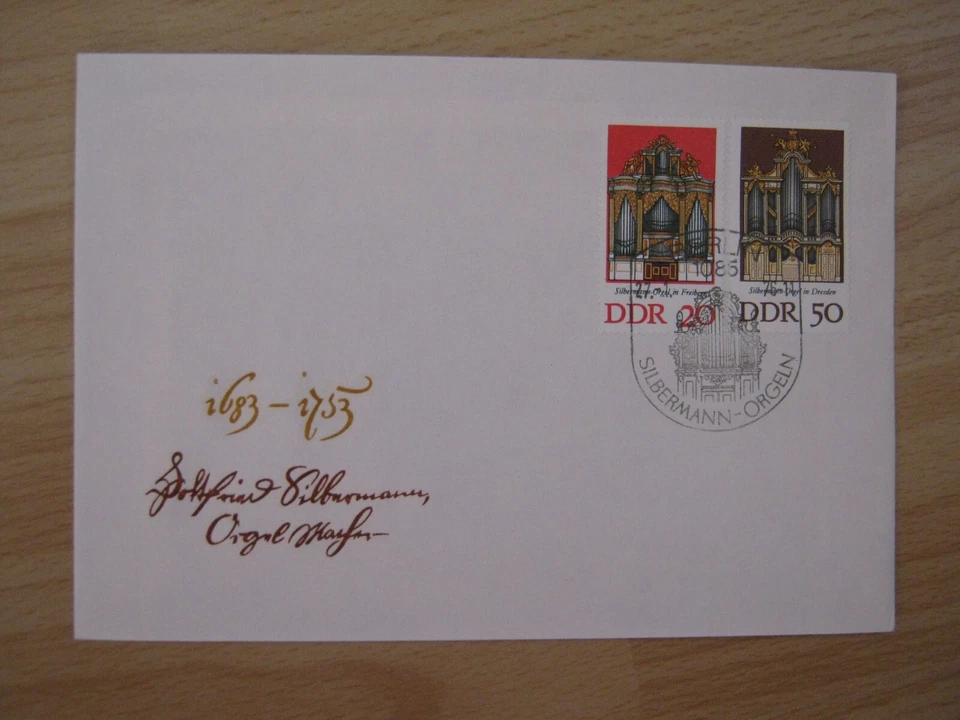 Silbermann-Orgel in Freiberg
DDR 20
Silbermann-Orgel in Dresden
DDR 50
BERLIN
1085
SILBERMANN-ORGELN
1683 – 1753
Gottfried Silbermann,
Orgel Macher